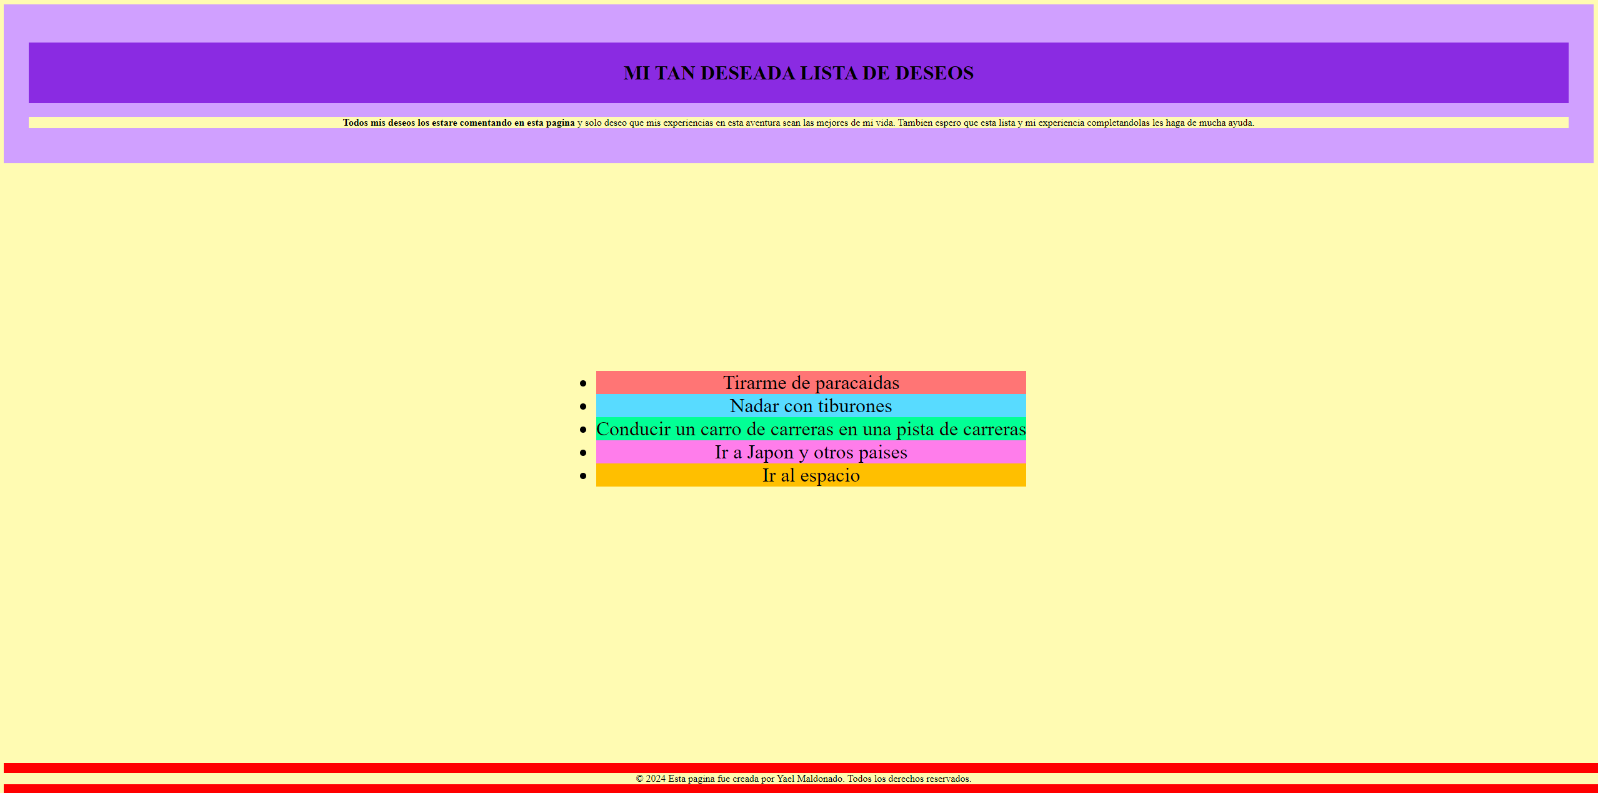 MI TAN DESEADA LISTA DE DESEOS
Todos mis deseos los estare comentando en esta pagina y solo deseo que mis experiencias en esta aventura sean las mejores de mi vida. Tambien espero que esta lista y mi experiencia completandolas les haga de mucha ayuda.
Tirarme de paracaidas
Nadar con tiburones
Conducir un carro de carreras en una pista de carreras
Ir a Japon y otros paises
Ir al espacio
© 2024 Esta pagina fue creada por Yael Maldonado. Todos los derechos reservados.